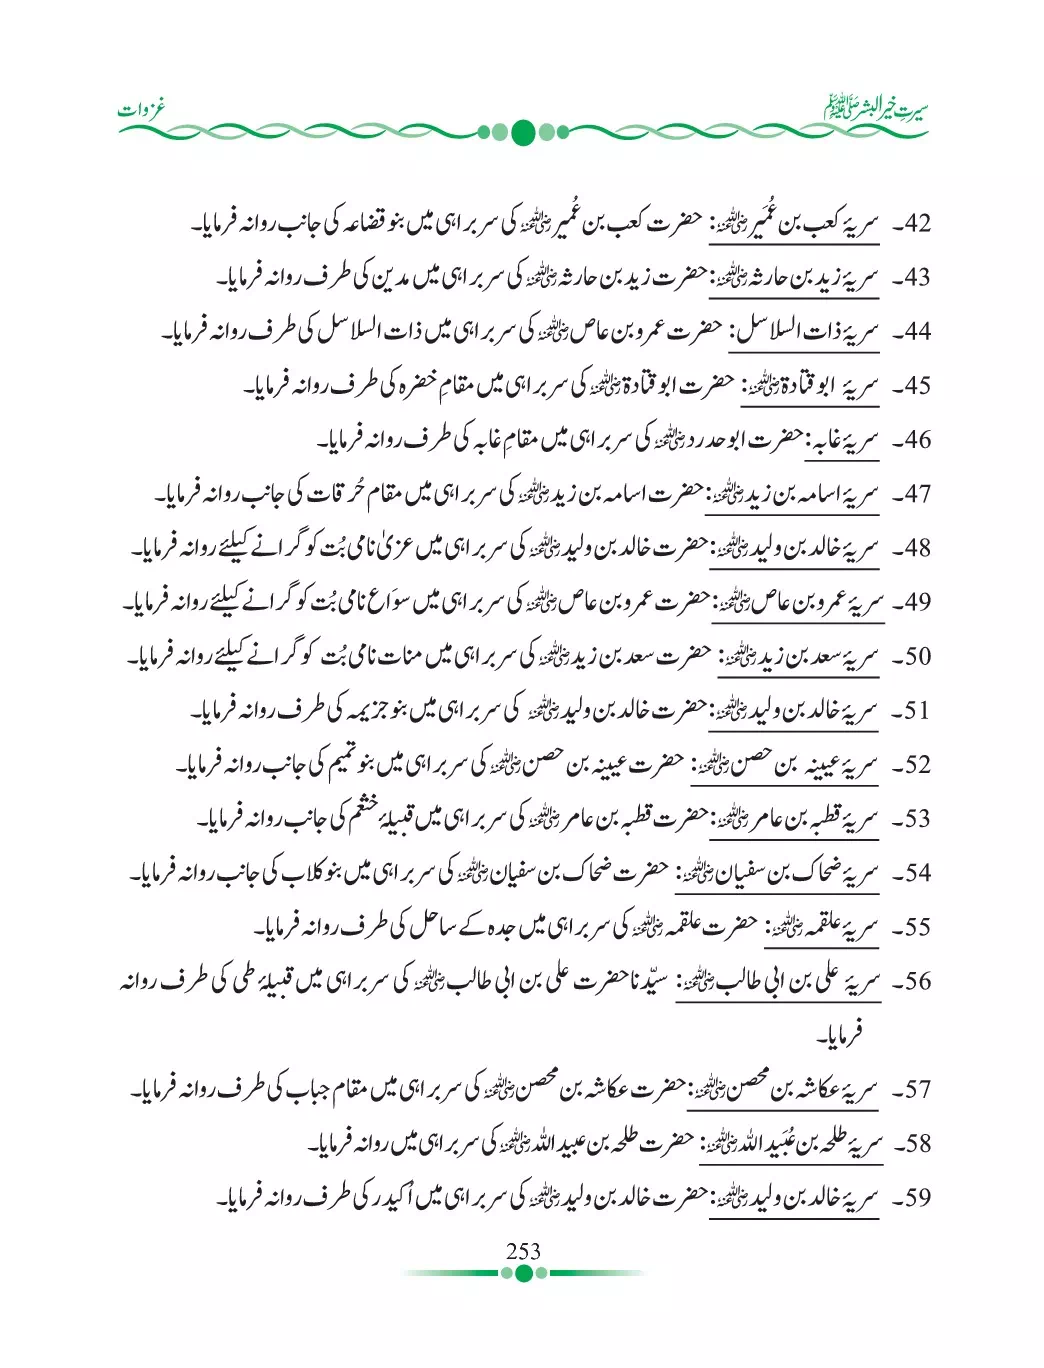 سیرتِ خیر البشر ﷺ
غزوات
42۔ سریۂ کعب بن عُمَیر رضی اللہ عنہ: حضرت کعب بن عُمیر رضی اللہ عنہ کی سربراہی میں بنو قضاعہ کی جانب روانہ فرمایا۔
43۔ سریۂ زید بن حارثہ رضی اللہ عنہ: حضرت زید بن حارثہ رضی اللہ عنہ کی سربراہی میں مدین کی طرف روانہ فرمایا۔
44۔ سریۂ ذات السلاسل: حضرت عمرو بن عاص رضی اللہ عنہ کی سربراہی میں ذات السلاسل کی طرف روانہ فرمایا۔
45۔ سریۂ ابو قتادۃ رضی اللہ عنہ: حضرت ابو قتادۃ رضی اللہ عنہ کی سربراہی میں مقامِ خضرہ کی طرف روانہ فرمایا۔
46۔ سریۂ غابہ: حضرت ابو حدرد رضی اللہ عنہ کی سربراہی میں مقامِ غابہ کی طرف روانہ فرمایا۔
47۔ سریۂ اسامہ بن زید رضی اللہ عنہ: حضرت اسامہ بن زید رضی اللہ عنہ کی سربراہی میں مقام حُرقات کی جانب روانہ فرمایا۔
48۔ سریۂ خالد بن ولید رضی اللہ عنہ: حضرت خالد بن ولید رضی اللہ عنہ کی سربراہی میں عزیٰ نامی بُت کو گرانے کیلئے روانہ فرمایا۔
49۔ سریۂ عمرو بن عاص رضی اللہ عنہ: حضرت عمرو بن عاص رضی اللہ عنہ کی سربراہی میں سوَاع نامی بُت کو گرانے کیلئے روانہ فرمایا۔
50۔ سریۂ سعد بن زید رضی اللہ عنہ: حضرت سعد بن زید رضی اللہ عنہ کی سربراہی میں منات نامی بُت کو گرانے کیلئے روانہ فرمایا۔
51۔ سریۂ خالد بن ولید رضی اللہ عنہ: حضرت خالد بن ولید رضی اللہ عنہ کی سربراہی میں بنو جزیمہ کی طرف روانہ فرمایا۔
52۔ سریۂ عیینہ بن حصن رضی اللہ عنہ: حضرت عیینہ بن حصن رضی اللہ عنہ کی سربراہی میں بنو تمیم کی جانب روانہ فرمایا۔
53۔ سریۂ قطبہ بن عامر رضی اللہ عنہ: حضرت قطبہ بن عامر رضی اللہ عنہ کی سربراہی میں قبیلۂ خثعم کی جانب روانہ فرمایا۔
54۔ سریۂ ضحاک بن سفیان رضی اللہ عنہ: حضرت ضحاک بن سفیان رضی اللہ عنہ کی سربراہی میں بنو کلاب کی جانب روانہ فرمایا۔
55۔ سریۂ علقمہ رضی اللہ عنہ: حضرت علقمہ رضی اللہ عنہ کی سربراہی میں جدہ کے ساحل کی طرف روانہ فرمایا۔
56۔ سریۂ علی بن ابی طالب رضی اللہ عنہ: سیّدنا حضرت علی بن ابی طالب رضی اللہ عنہ کی سربراہی میں قبیلۂ طی کی طرف روانہ
فرمایا۔
57۔ سریۂ عکاشہ بن محصن رضی اللہ عنہ: حضرت عکاشہ بن محصن رضی اللہ عنہ کی سربراہی میں مقام جباب کی طرف روانہ فرمایا۔
58۔ سریۂ طلحہ بن عُبَید اللہ رضی اللہ عنہ: حضرت طلحہ بن عبید اللہ رضی اللہ عنہ کی سربراہی میں روانہ فرمایا۔
59۔ سریۂ خالد بن ولید رضی اللہ عنہ: حضرت خالد بن ولید رضی اللہ عنہ کی سربراہی میں اُکیدر کی طرف روانہ فرمایا۔
253